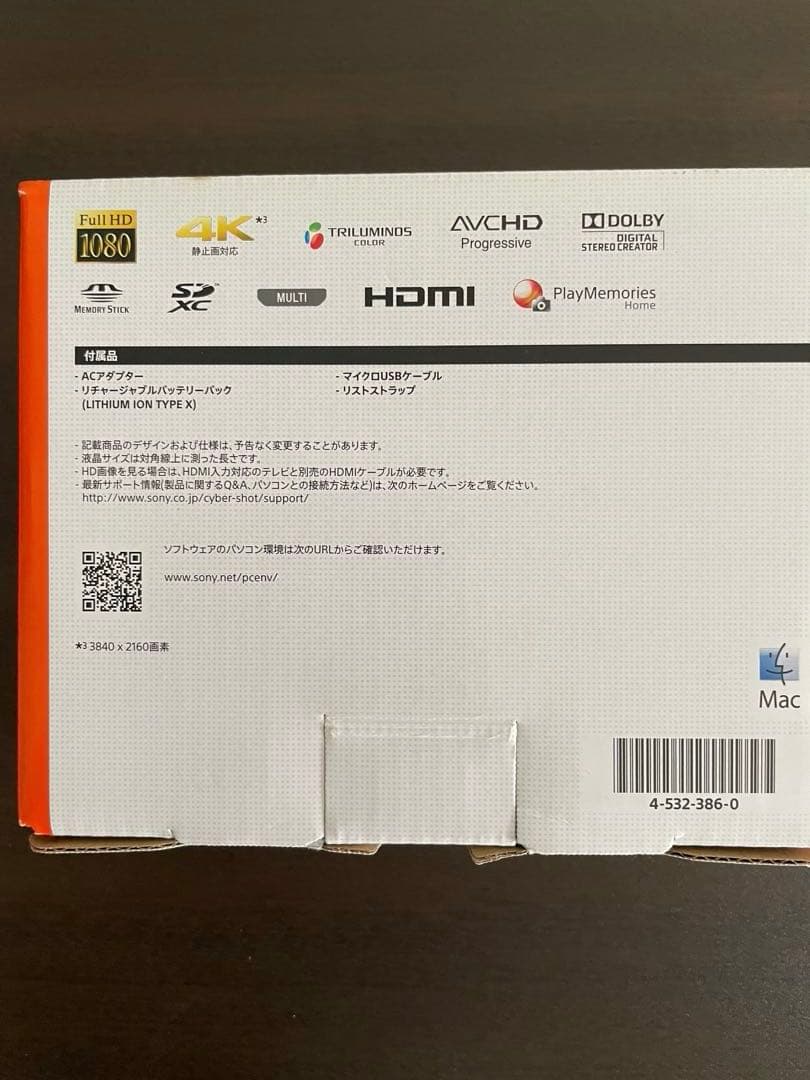 Full HD
1080
4K
*3
静止画対応
TRILUMINOS
COLOR
AVCHD
Progressive
DOLBY
DIGITAL
STEREO CREATOR
MEMORY STICK
SD
XC
™
MULTI
HDMI
PlayMemories
Home
付属品
- ACアダプター
- リチャージャブルバッテリーパック
(LITHIUM ION TYPE X)
- マイクロUSBケーブル
- リストストラップ
- 記載商品のデザインおよび仕様は、予告なく変更することがあります。
- 液晶サイズは対角線上に測った長さです。
- HD画像を見る場合は、HDMI入力対応のテレビと別売のHDMIケーブルが必要です。
- 最新サポート情報(製品に関するQ&A、パソコンとの接続方法など)は、次のホームページをご覧ください。
http://www.sony.co.jp/cyber-shot/support/
ソフトウェアのパソコン環境は次のURLからご確認いただけます。
www.sony.net/pcenv/
*3 3840 x 2160画素
Mac
4-532-386-0